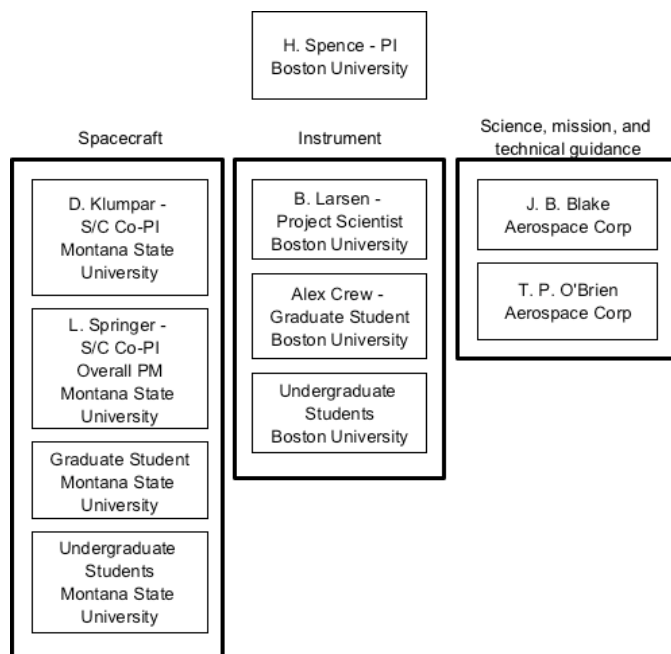 H. Spence - PI
Boston University
Spacecraft
D. Klumpar -
S/C Co-PI
Montana State
University
L. Springer -
S/C Co-PI
Overall PM
Montana State
University
Graduate Student
Montana State
University
Undergraduate
Students
Montana State
University
Instrument
B. Larsen -
Project Scientist
Boston University
Alex Crew -
Graduate Student
Boston University
Undergraduate
Students
Boston University
Science, mission, and
technical guidance
J. B. Blake
Aerospace Corp
T. P. O'Brien
Aerospace Corp